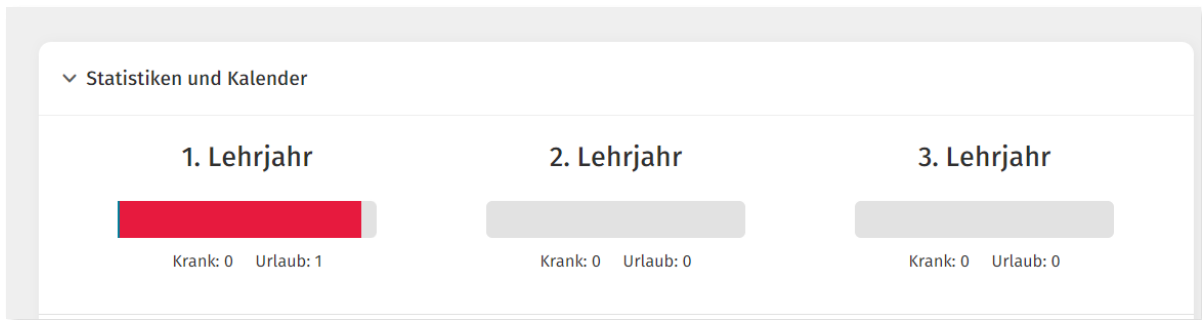 Statistiken und Kalender
1. Lehrjahr
2. Lehrjahr
3. Lehrjahr
Krank: 0 Urlaub: 1
Krank: 0 Urlaub: 0
Krank: 0 Urlaub: 0